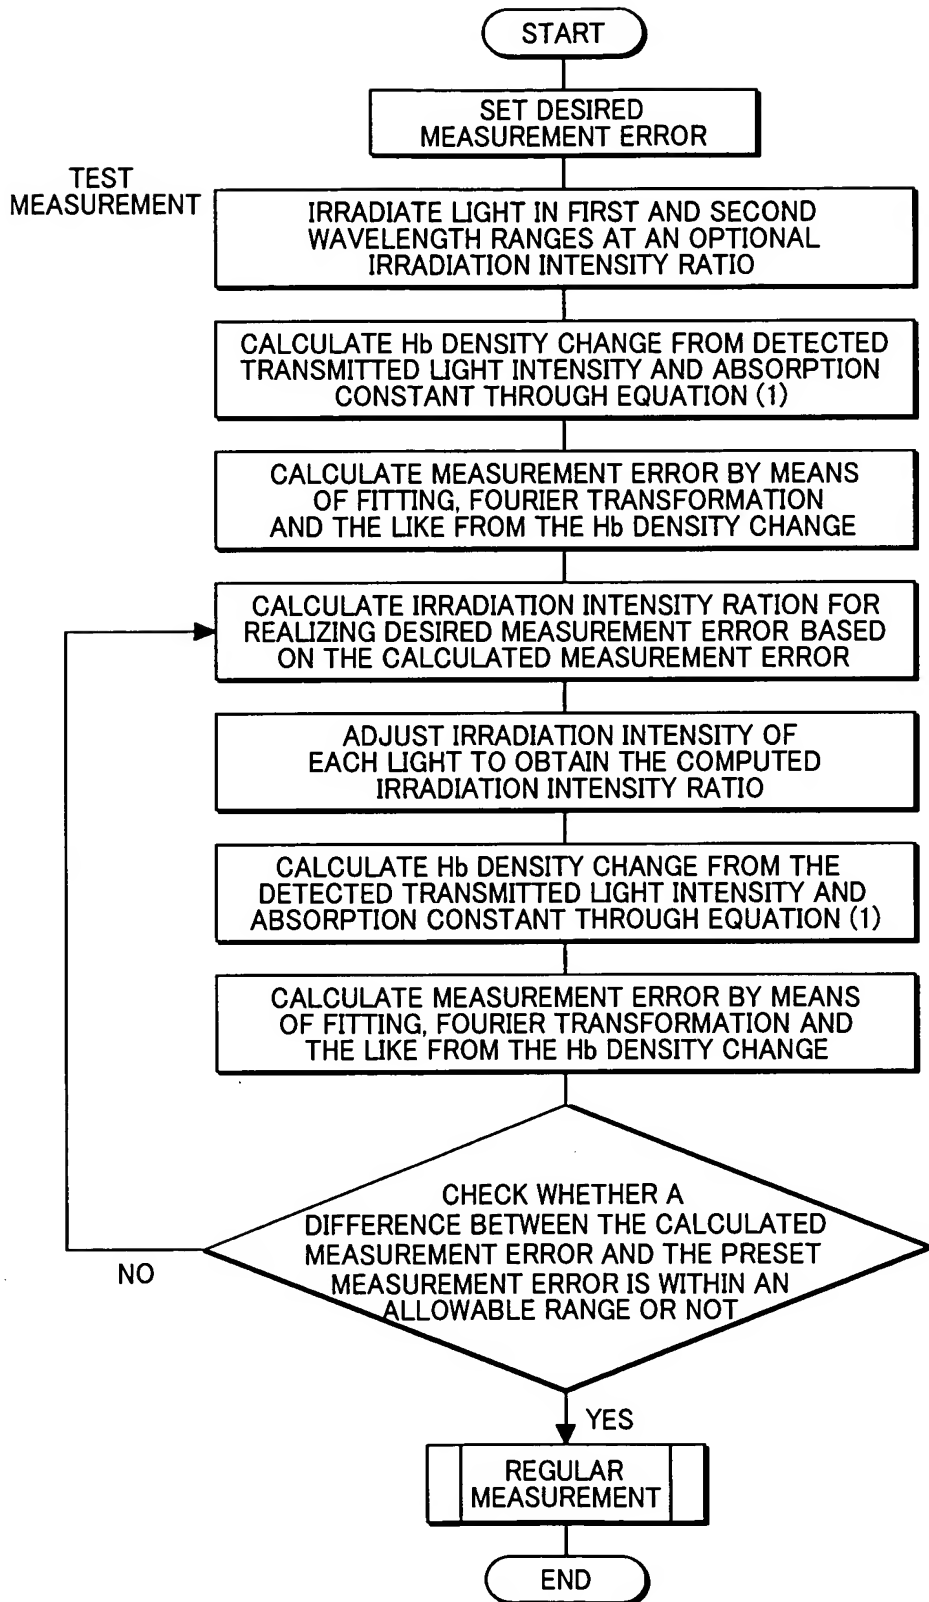 START
SET DESIRED
MEASUREMENT ERROR
TEST
MEASUREMENT
IRRADIATE LIGHT IN FIRST AND SECOND
WAVELENGTH RANGES AT AN OPTIONAL
IRRADIATION INTENSITY RATIO
CALCULATE Hb DENSITY CHANGE FROM DETECTED
TRANSMITTED LIGHT INTENSITY AND ABSORPTION
CONSTANT THROUGH EQUATION (1)
CALCULATE MEASUREMENT ERROR BY MEANS
OF FITTING, FOURIER TRANSFORMATION
AND THE LIKE FROM THE Hb DENSITY CHANGE
CALCULATE IRRADIATION INTENSITY RATION FOR
REALIZING DESIRED MEASUREMENT ERROR BASED
ON THE CALCULATED MEASUREMENT ERROR
ADJUST IRRADIATION INTENSITY OF
EACH LIGHT TO OBTAIN THE COMPUTED
IRRADIATION INTENSITY RATIO
CALCULATE Hb DENSITY CHANGE FROM THE
DETECTED TRANSMITTED LIGHT INTENSITY AND
ABSORPTION CONSTANT THROUGH EQUATION (1)
CALCULATE MEASUREMENT ERROR BY MEANS
OF FITTING, FOURIER TRANSFORMATION AND
THE LIKE FROM THE Hb DENSITY CHANGE
CHECK WHETHER A
DIFFERENCE BETWEEN THE CALCULATED
MEASUREMENT ERROR AND THE PRESET
MEASUREMENT ERROR IS WITHIN AN
ALLOWABLE RANGE OR NOT
NO
YES
REGULAR
MEASUREMENT
END